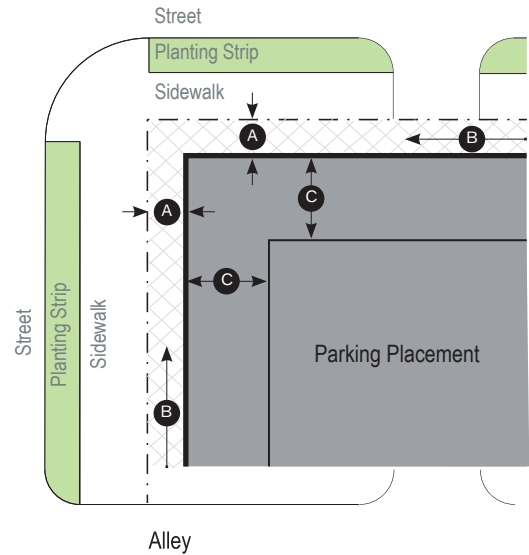 Street
Planting Strip
Sidewalk
A
B
A
C
C
Street
Planting Strip
Sidewalk
Parking Placement
B
Alley